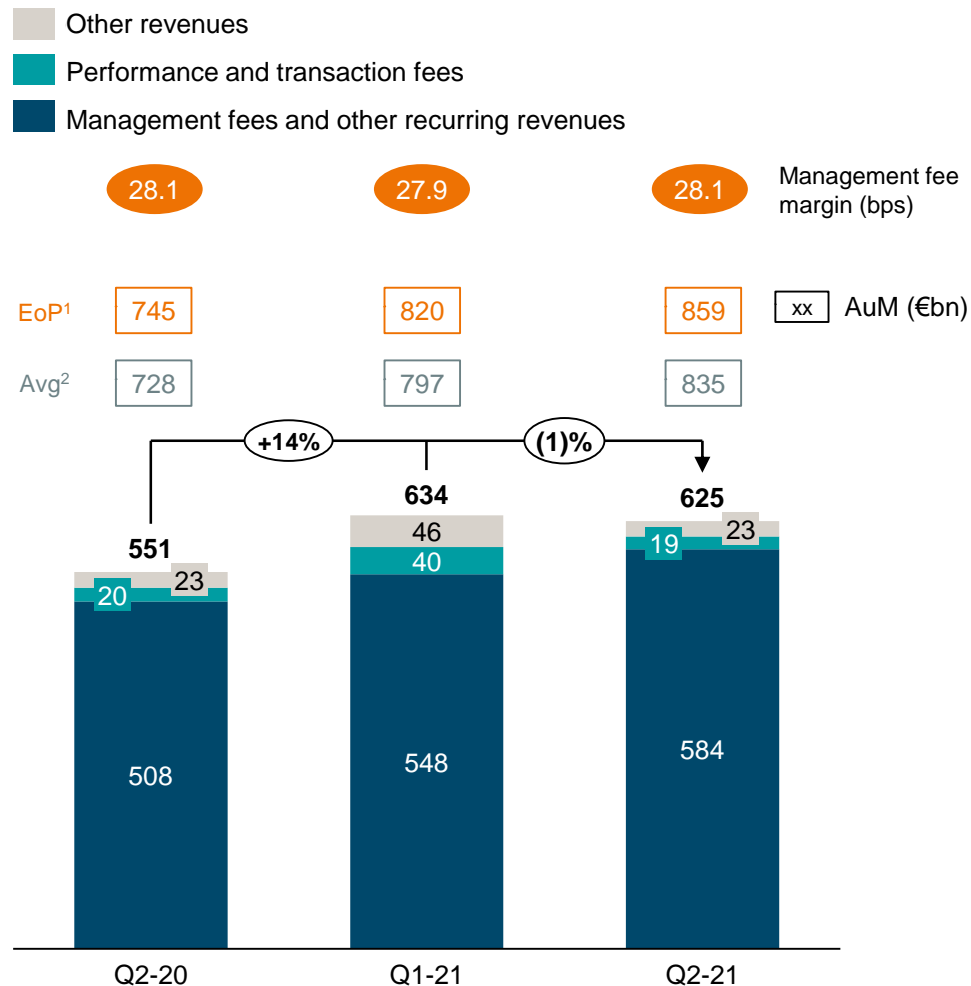 Other revenues
Performance and transaction fees
Management fees and other recurring revenues
28.1 27.9 28.1 Management fee
margin (bps)
EoP¹ 745 820 859 xx AuM (€bn)
Avg² 728 797 835
+14% (1)%
551 634 625
23 46 23
20 40 19
508 548 584
Q2-20 Q1-21 Q2-21